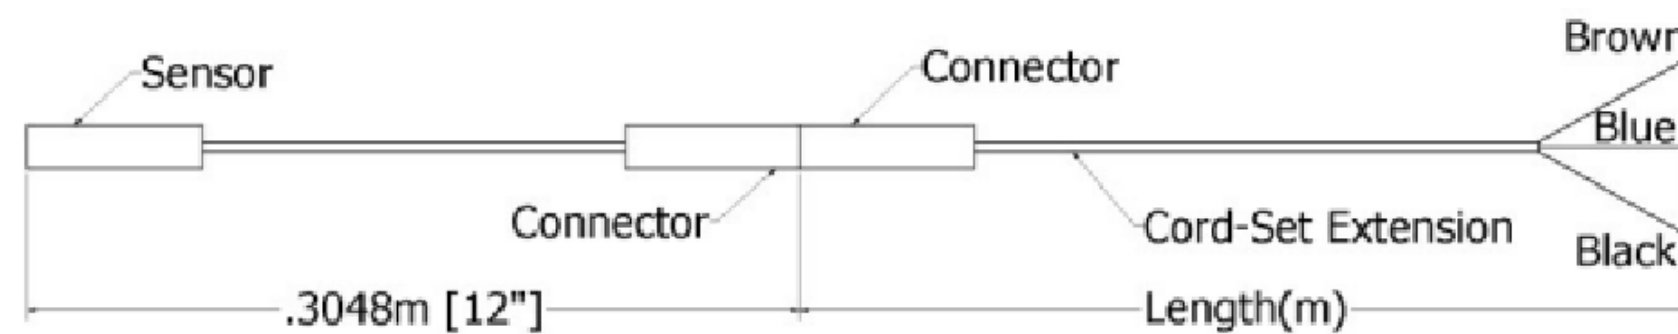 Brown
Sensor
Connector
Blue
Connector
Cord-Set Extension
Black
.3048m [12"]
Length(m)